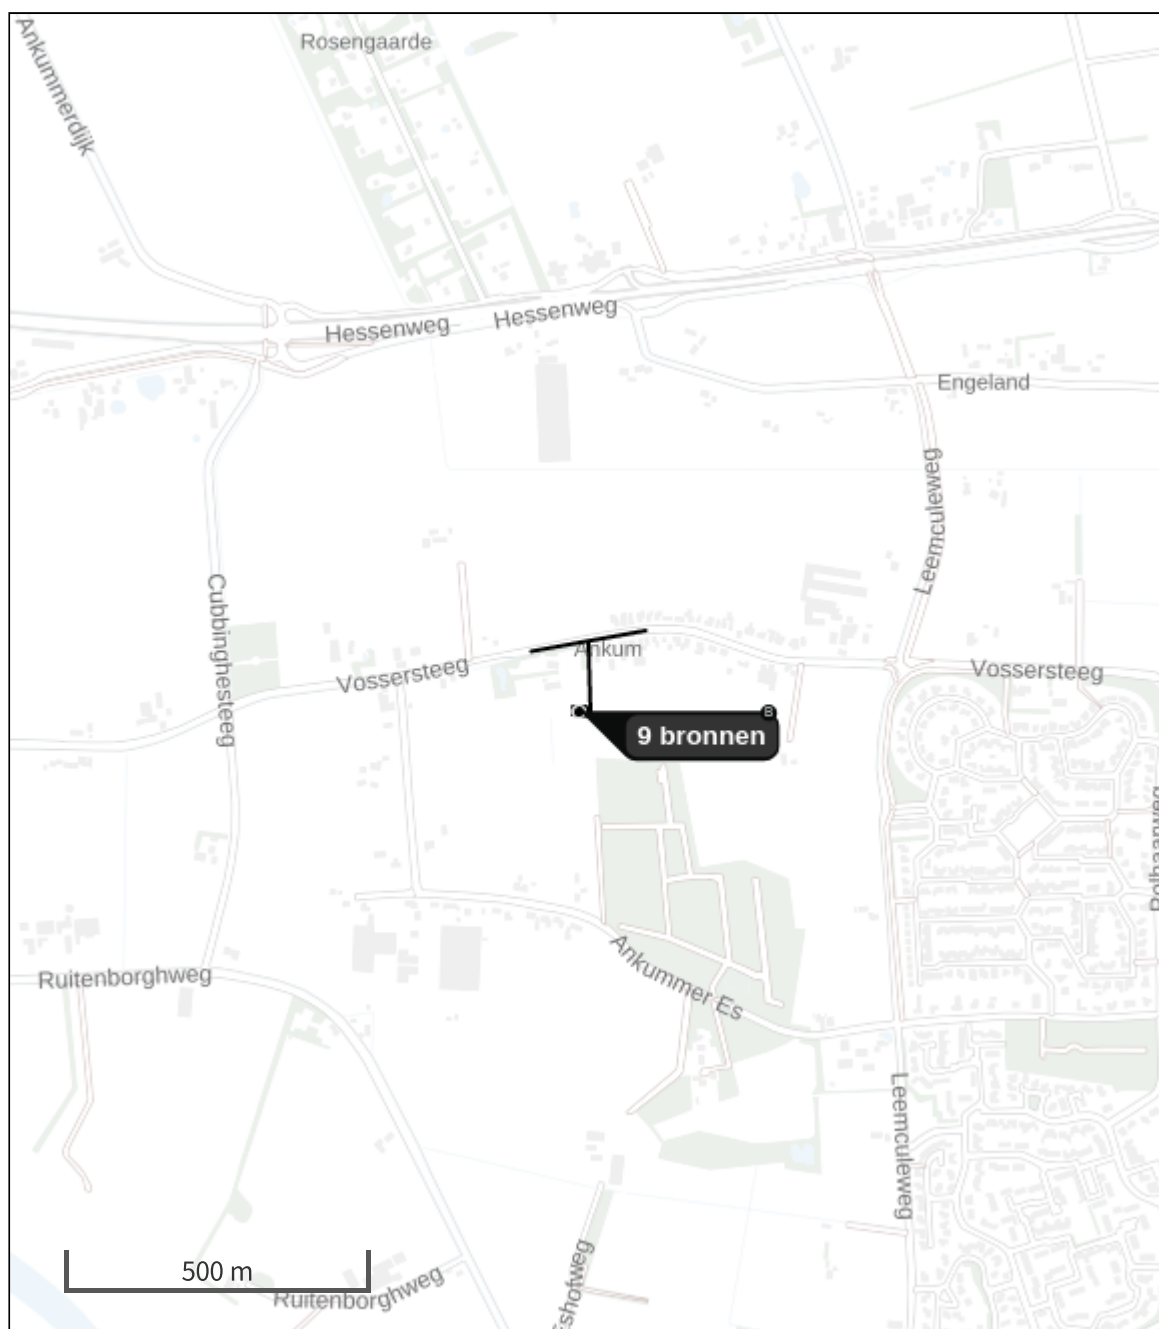 Ankummerdijk
Rosengaarde
Hessenweg
Hessenweg
Engeland
Leemculeweg
Cubbinghesteeg
Ankum
Vossersteeg
Vossersteeg
B
9 bronnen
Ankummer Es
Ruitenborghweg
Leemculeweg
500 m
Ruitenborghweg